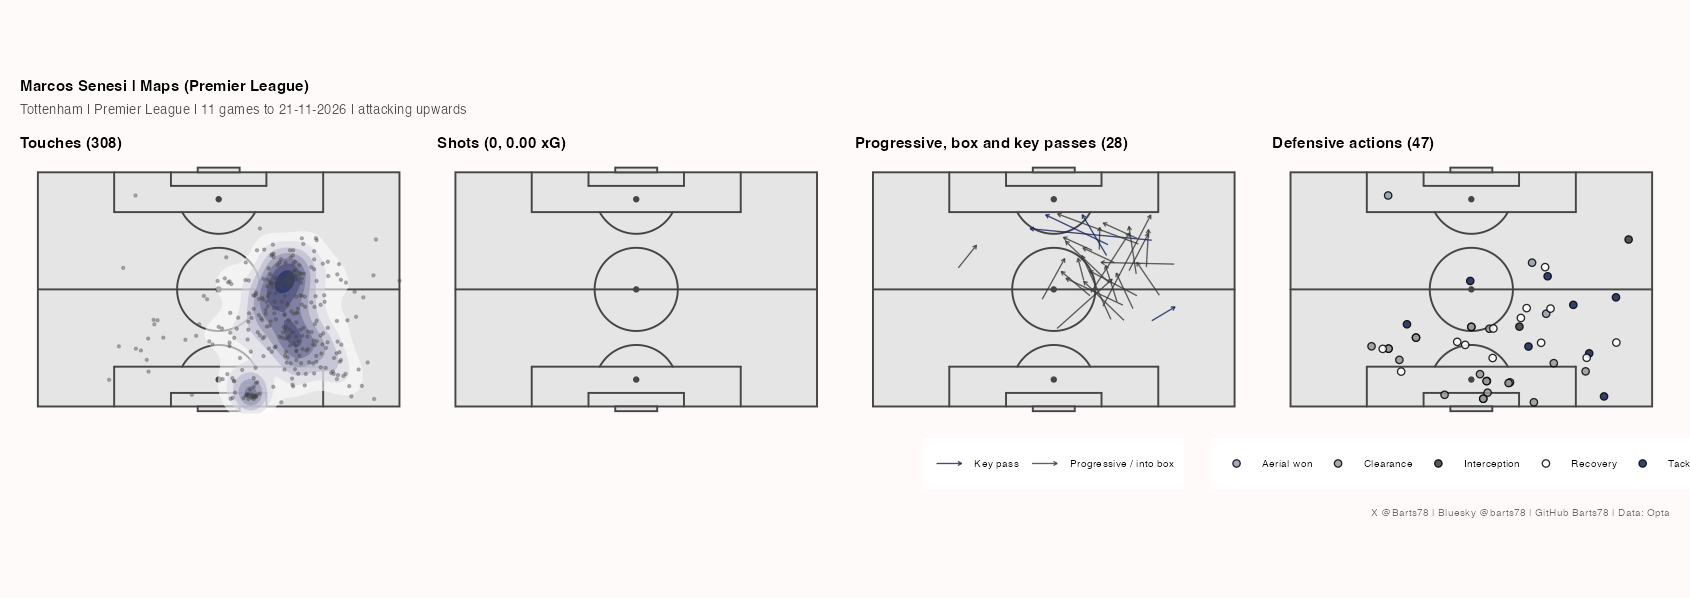 Marcos Senesi | Maps (Premier League)
Tottenham | Premier League | 11 games to 21-11-2026 | attacking upwards
Touches (308)
Shots (0, 0.00 xG)
Progressive, box and key passes (28)
Defensive actions (47)
Key pass
Progressive / into box
Aerial won
Clearance
Interception
Recovery
Tack
X @Barts78 | Bluesky @barts78 | GitHub Barts78 | Data: Opta